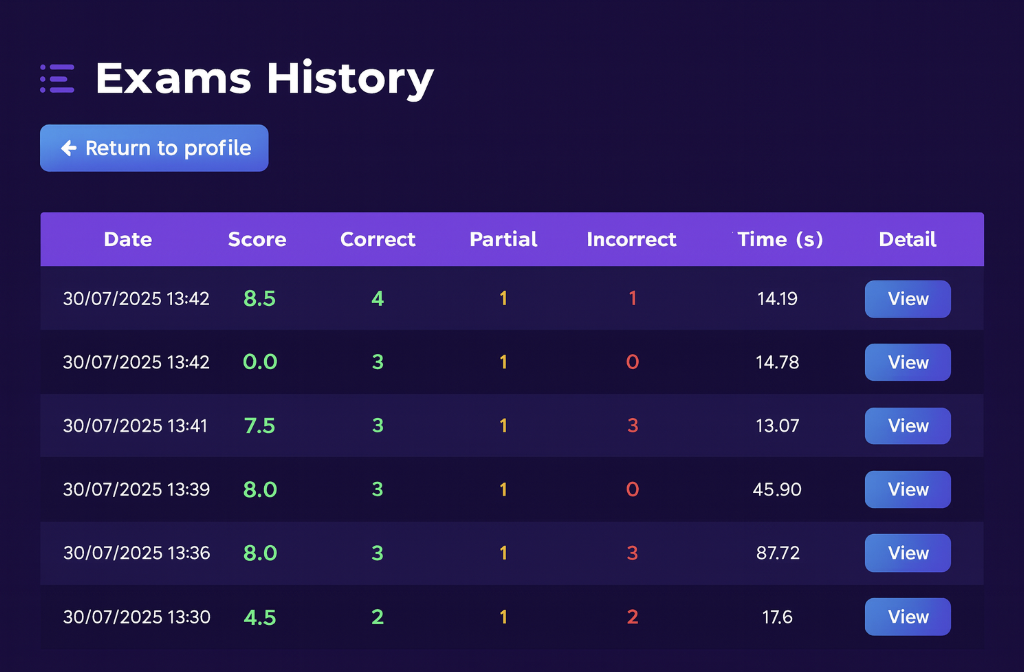 Exams History
← Return to profile
Date Score Correct Partial Incorrect Time (s) Detail
30/07/2025 13:42 8.5 4 1 1 14.19 View
30/07/2025 13:42 0.0 3 1 0 14.78 View
30/07/2025 13:41 7.5 3 1 3 13.07 View
30/07/2025 13:39 8.0 3 1 0 45.90 View
30/07/2025 13:36 8.0 3 1 3 87.72 View
30/07/2025 13:30 4.5 2 1 2 17.6 View